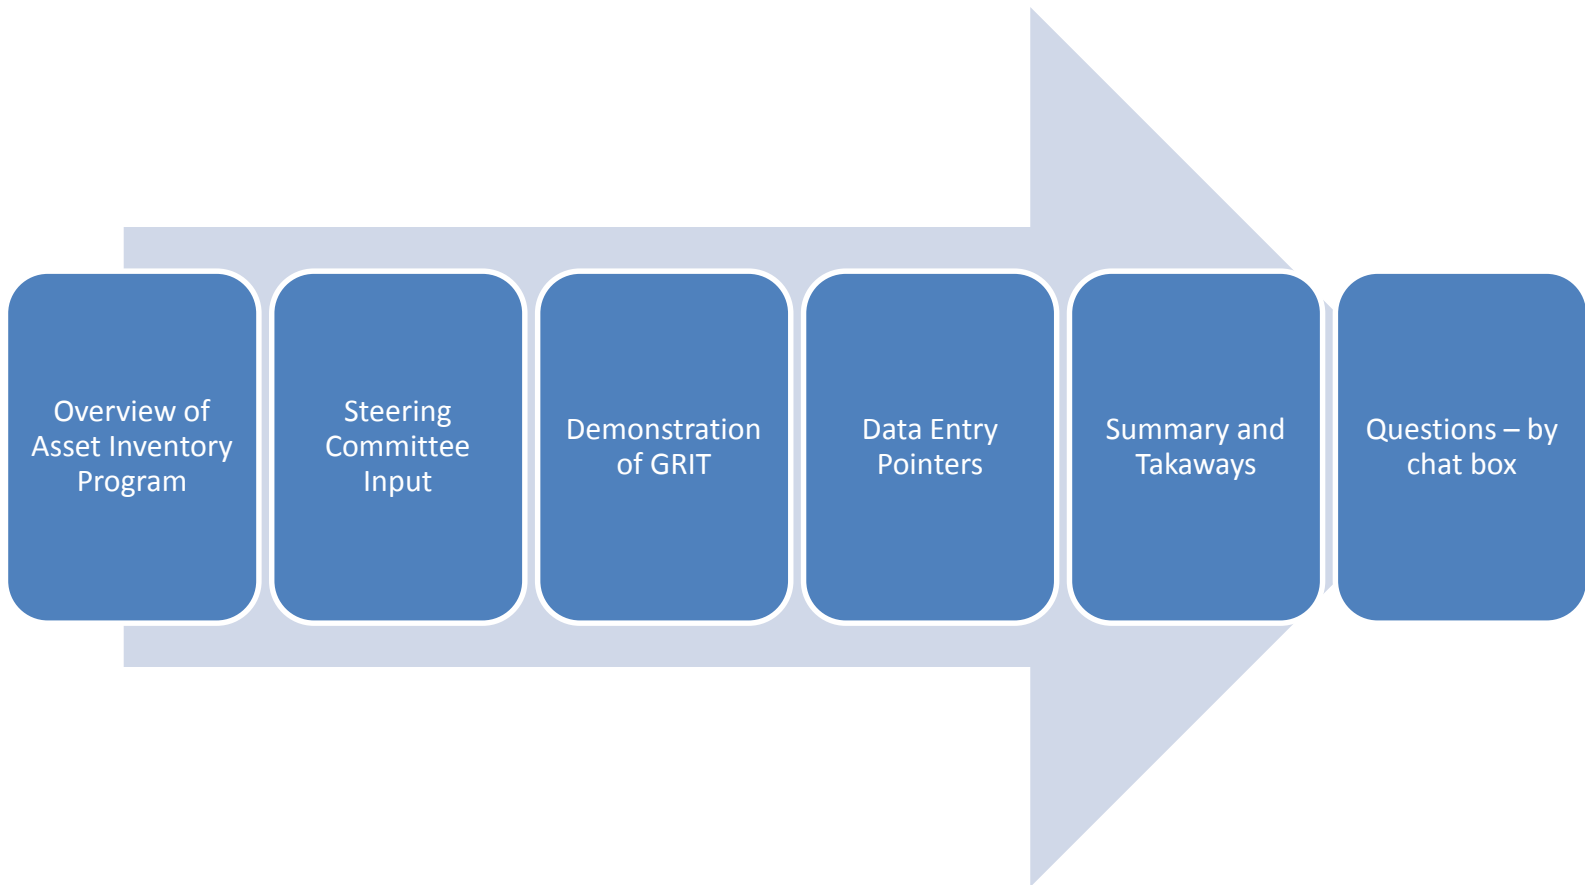 Overview of
Asset Inventory
Program
Steering
Committee
Input
Demonstration
of GRIT
Data Entry
Pointers
Summary and
Takaways
Questions – by
chat box